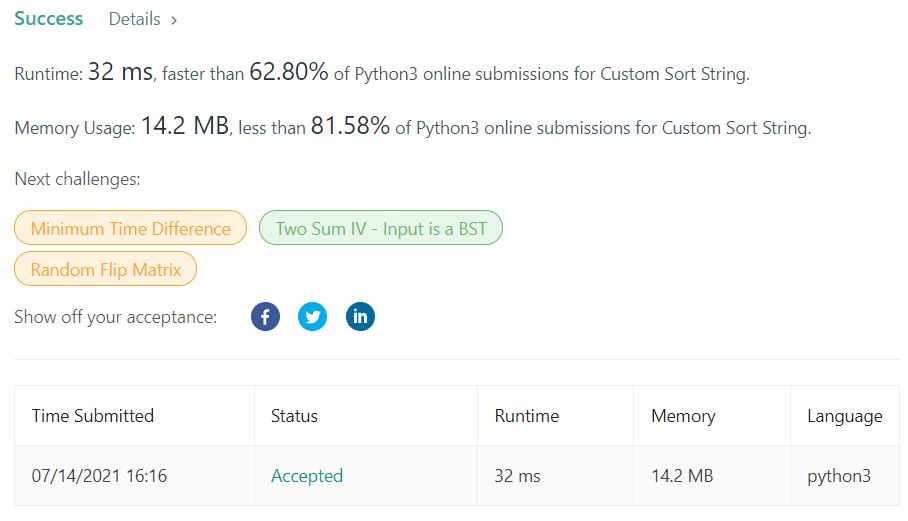 Success Details ›
Runtime: 32 ms, faster than 62.80% of Python3 online submissions for Custom Sort String.
Memory Usage: 14.2 MB, less than 81.58% of Python3 online submissions for Custom Sort String.
Next challenges:
Minimum Time Difference Two Sum IV - Input is a BST
Random Flip Matrix
Show off your acceptance:
Time Submitted Status Runtime Memory Language
07/14/2021 16:16 Accepted 32 ms 14.2 MB python3